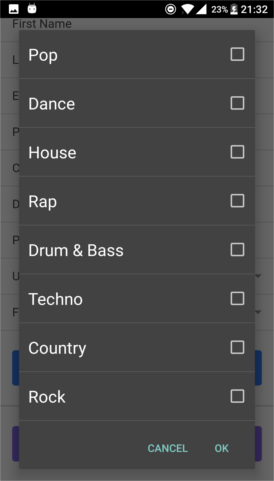 23% 21:32
First Name
L
Pop
E
Dance
P
House
C
D
Rap
P
Drum & Bass
U
Techno
F
Country
Rock
CANCEL OK